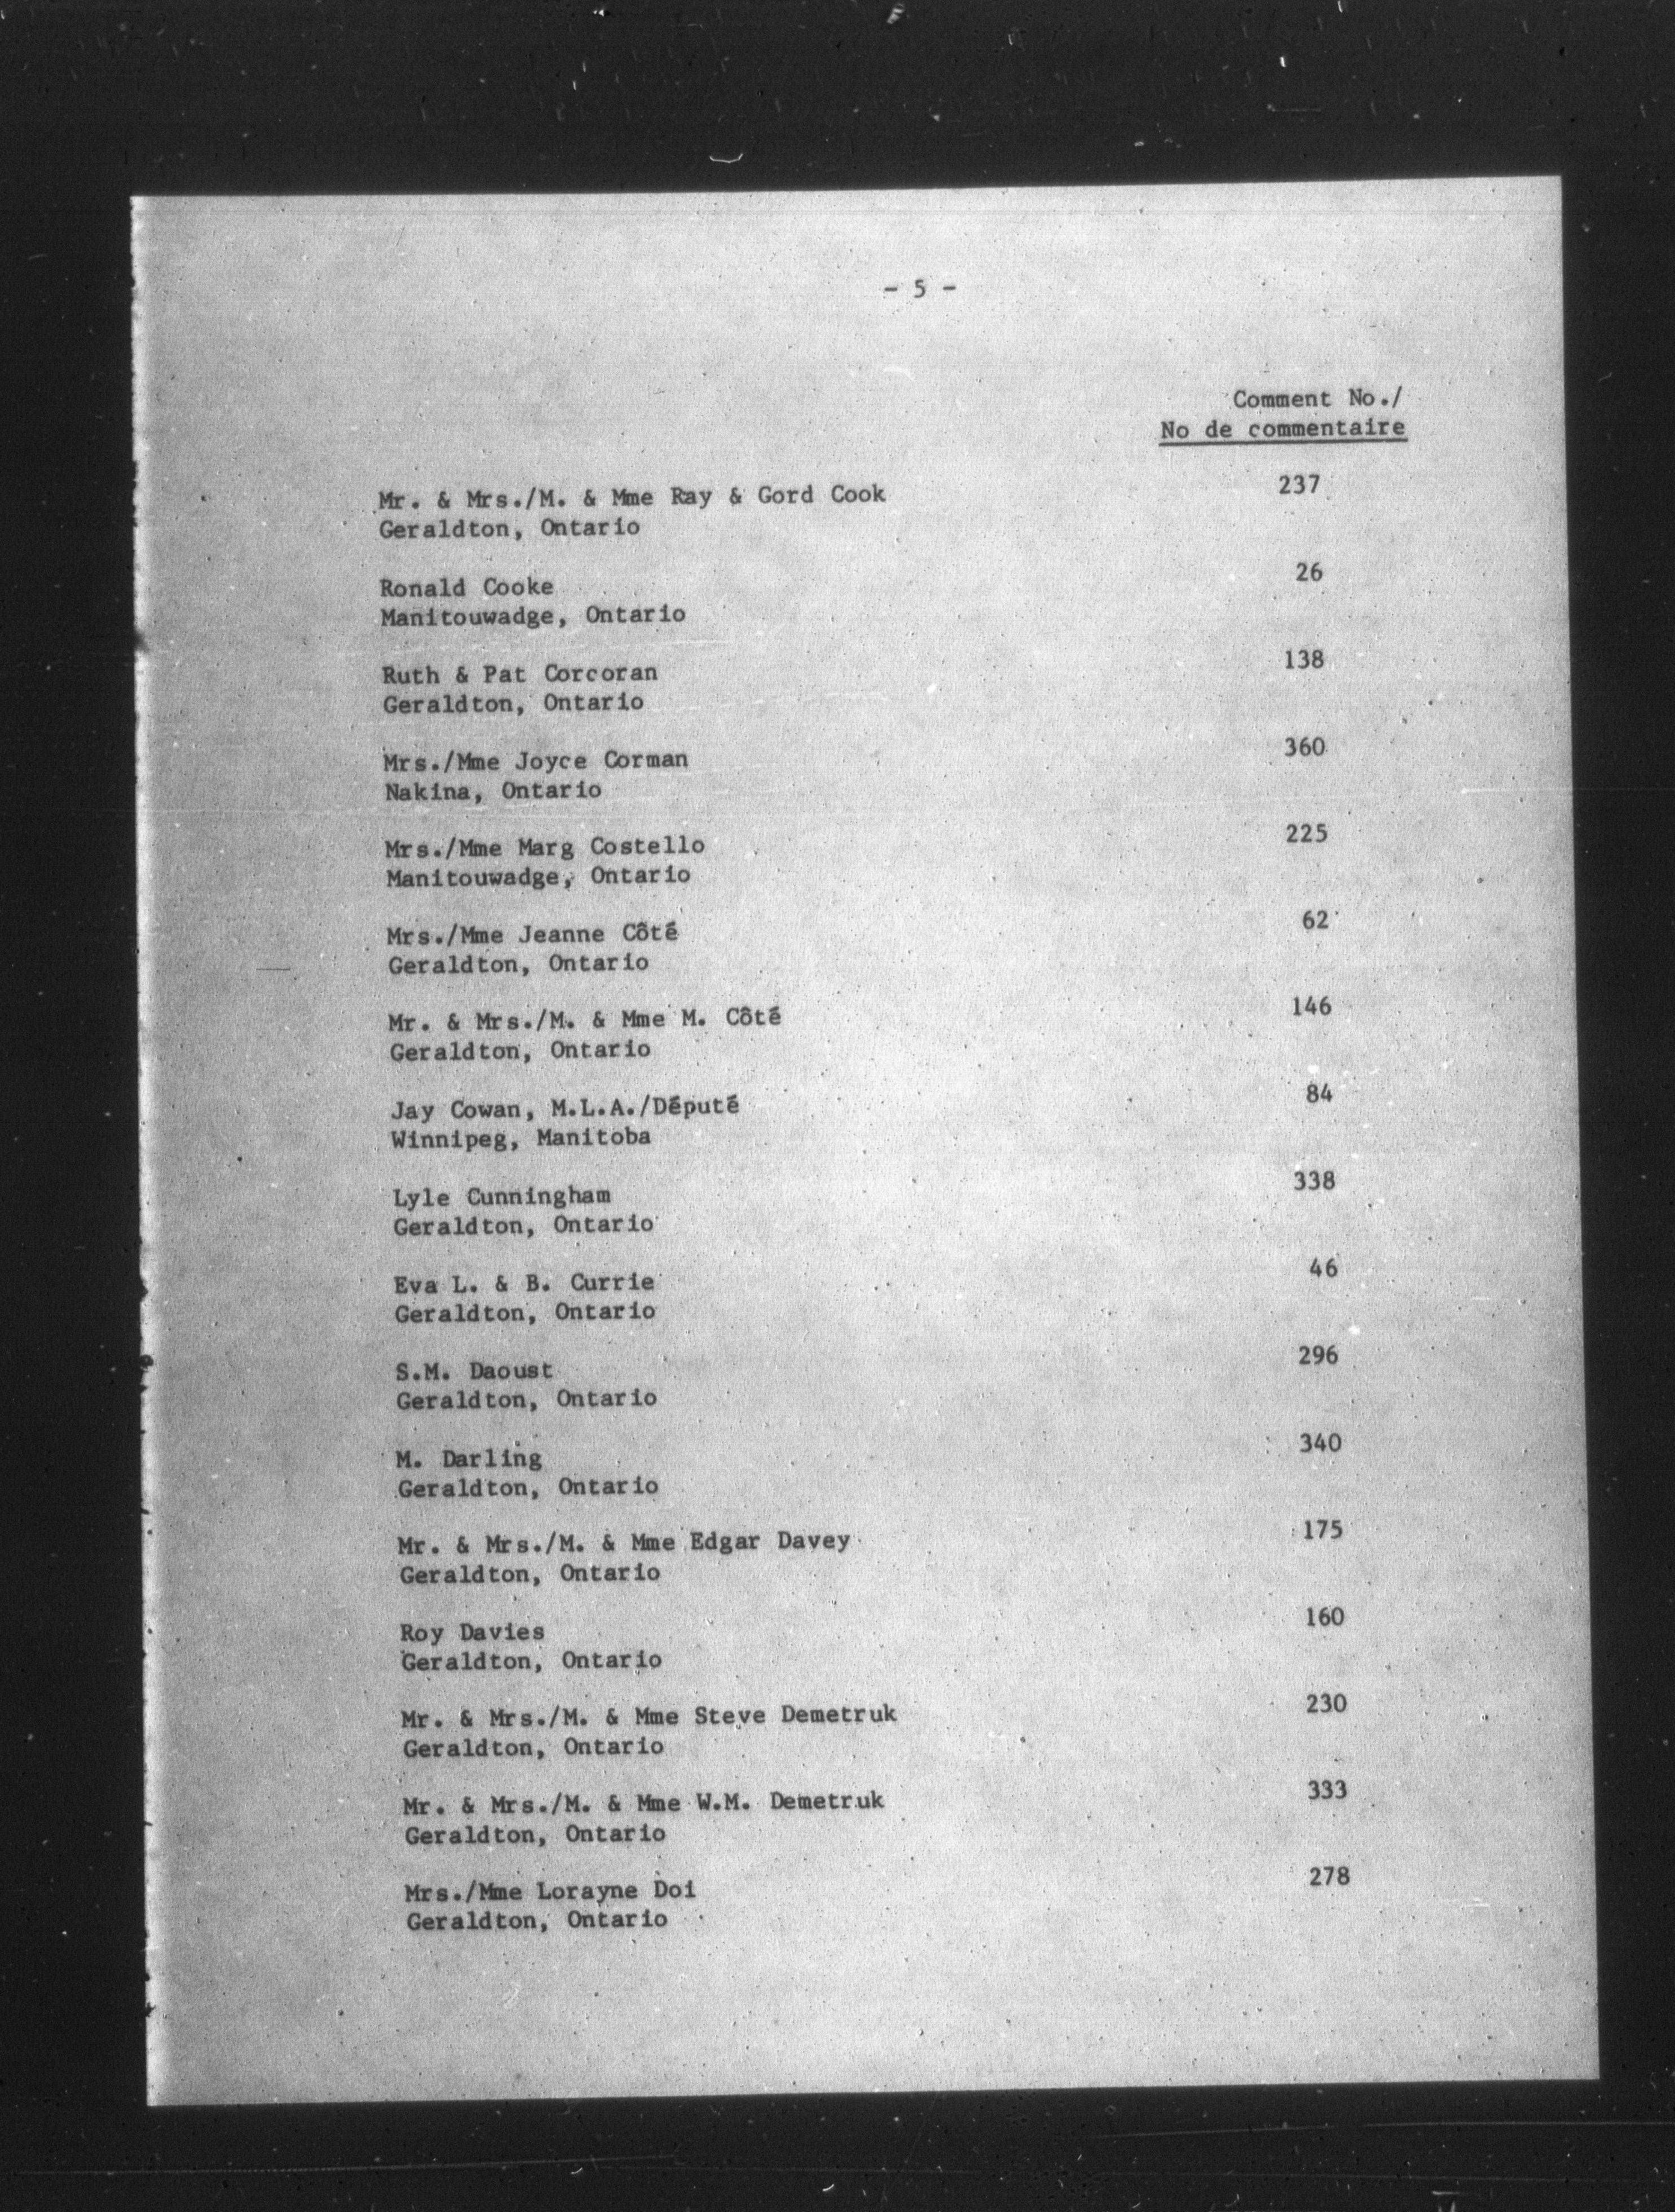 - 5 -
Comment No./
No de commentaire
Mr. & Mrs./M. & Mme Ray & Gord Cook 237
Geraldton, Ontario
Ronald Cooke 26
Manitouwadge, Ontario
Ruth & Pat Corcoran 138
Geraldton, Ontario
Mrs./Mme Joyce Corman 360
Nakina, Ontario
Mrs./Mme Marg Costello 225
Manitouwadge, Ontario
Mrs./Mme Jeanne Côté 62
Geraldton, Ontario
Mr. & Mrs./M. & Mme M. Côté 146
Geraldton, Ontario
Jay Cowan, M.L.A./Député 84
Winnipeg, Manitoba
Lyle Cunningham 338
Geraldton, Ontario
Eva L. & B. Currie 46
Geraldton, Ontario
S.M. Daoust 296
Geraldton, Ontario
M. Darling 340
Geraldton, Ontario
Mr. & Mrs./M. & Mme Edgar Davey 175
Geraldton, Ontario
Roy Davies 160
Geraldton, Ontario
Mr. & Mrs./M. & Mme Steve Demetruk 230
Geraldton, Ontario
Mr. & Mrs./M. & Mme W.M. Demetruk 333
Geraldton, Ontario
Mrs./Mme Lorayne Doi 278
Geraldton, Ontario